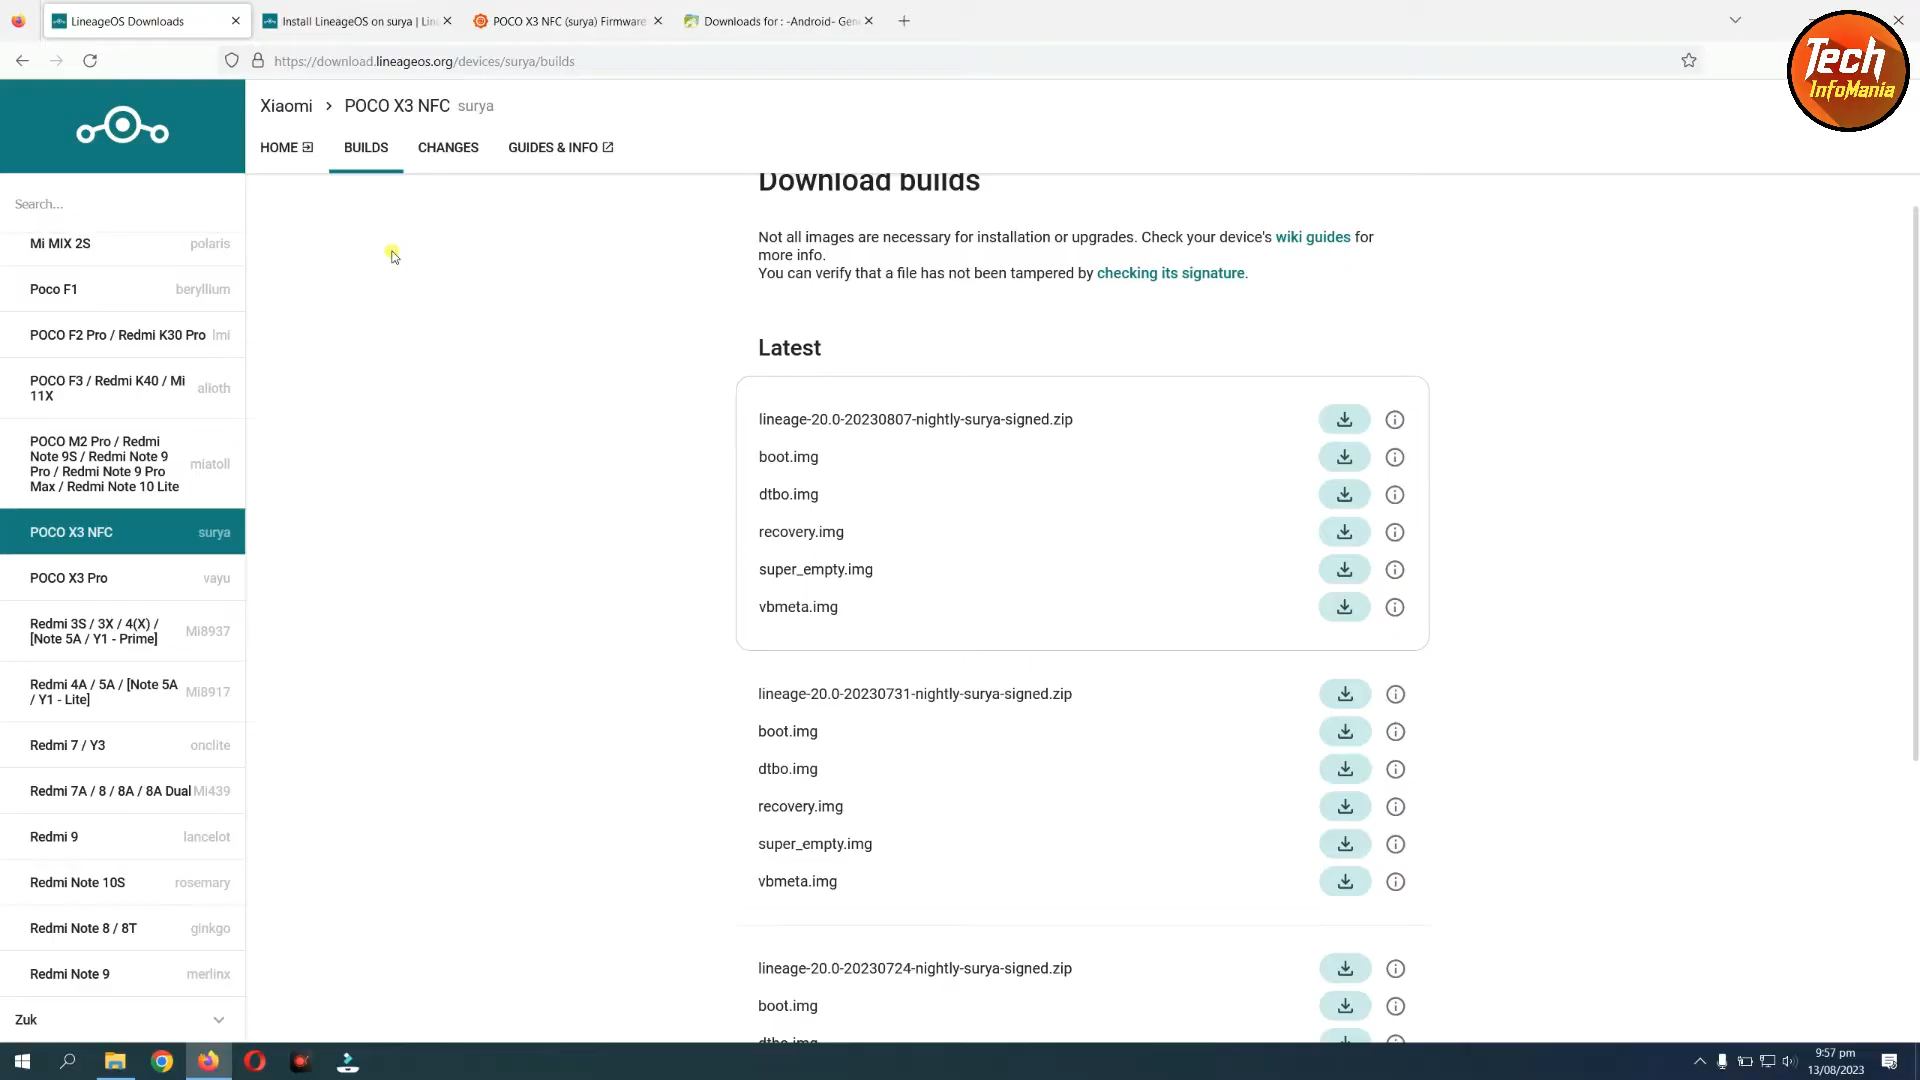 LineageOS Downloads
Install LineageOS on surya | Lin
POCO X3 NFC (surya) Firmware
Downloads for : -Android- Gen
https://download.lineageos.org/devices/surya/builds
Tech
InfoMania
Xiaomi > POCO X3 NFC surya
HOME
BUILDS
CHANGES
GUIDES & INFO
Search...
Mi MIX 2S polaris
Poco F1 beryllium
POCO F2 Pro / Redmi K30 Pro lmi
POCO F3 / Redmi K40 / Mi
11X
alioth
POCO M2 Pro / Redmi
Note 9S / Redmi Note 9
Pro / Redmi Note 9 Pro
Max / Redmi Note 10 Lite
miatoll
POCO X3 NFC surya
POCO X3 Pro vayu
Redmi 3S / 3X / 4(X) /
[Note 5A / Y1 - Prime]
Mi8937
Redmi 4A / 5A / [Note 5A
/ Y1 - Lite]
Mi8917
Redmi 7 / Y3 onclite
Redmi 7A / 8 / 8A / 8A Dual Mi439
Redmi 9 lancelot
Redmi Note 10S rosemary
Redmi Note 8 / 8T ginkgo
Redmi Note 9 merlinx
Zuk
Download builds
Not all images are necessary for installation or upgrades. Check your device's wiki guides for
more info.
You can verify that a file has not been tampered by checking its signature.
Latest
lineage-20.0-20230807-nightly-surya-signed.zip
boot.img
dtbo.img
recovery.img
super_empty.img
vbmeta.img
lineage-20.0-20230731-nightly-surya-signed.zip
boot.img
dtbo.img
recovery.img
super_empty.img
vbmeta.img
lineage-20.0-20230724-nightly-surya-signed.zip
boot.img
dtbo.img
9:57 pm
13/08/2023